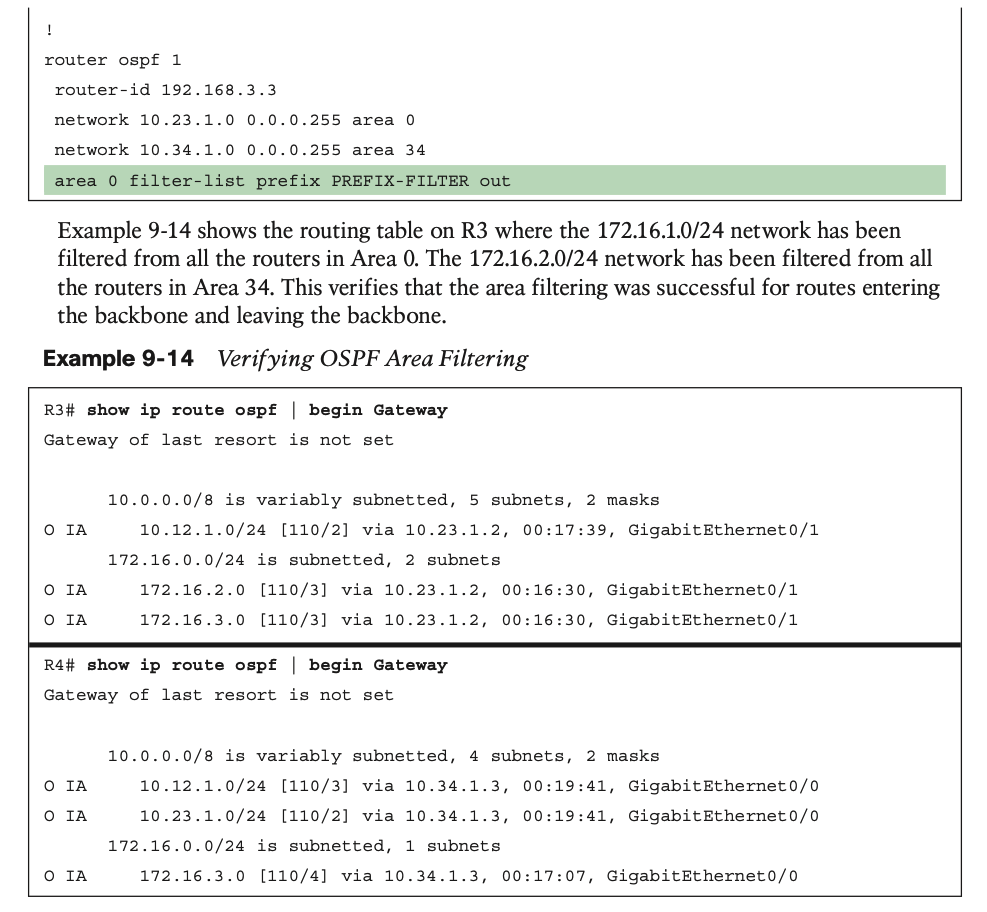 !
router ospf 1
router-id 192.168.3.3
network 10.23.1.0 0.0.0.255 area 0
network 10.34.1.0 0.0.0.255 area 34
area 0 filter-list prefix PREFIX-FILTER out
Example 9-14 shows the routing table on R3 where the 172.16.1.0/24 network has been
filtered from all the routers in Area 0. The 172.16.2.0/24 network has been filtered from all
the routers in Area 34. This verifies that the area filtering was successful for routes entering
the backbone and leaving the backbone.
Example 9-14 Verifying OSPF Area Filtering
R3# show ip route ospf | begin Gateway
Gateway of last resort is not set
10.0.0.0/8 is variably subnetted, 5 subnets, 2 masks
O IA 10.12.1.0/24 [110/2] via 10.23.1.2, 00:17:39, GigabitEthernet0/1
172.16.0.0/24 is subnetted, 2 subnets
O IA 172.16.2.0 [110/3] via 10.23.1.2, 00:16:30, GigabitEthernet0/1
O IA 172.16.3.0 [110/3] via 10.23.1.2, 00:16:30, GigabitEthernet0/1
R4# show ip route ospf | begin Gateway
Gateway of last resort is not set
10.0.0.0/8 is variably subnetted, 4 subnets, 2 masks
O IA 10.12.1.0/24 [110/3] via 10.34.1.3, 00:19:41, GigabitEthernet0/0
O IA 10.23.1.0/24 [110/2] via 10.34.1.3, 00:19:41, GigabitEthernet0/0
172.16.0.0/24 is subnetted, 1 subnets
O IA 172.16.3.0 [110/4] via 10.34.1.3, 00:17:07, GigabitEthernet0/0